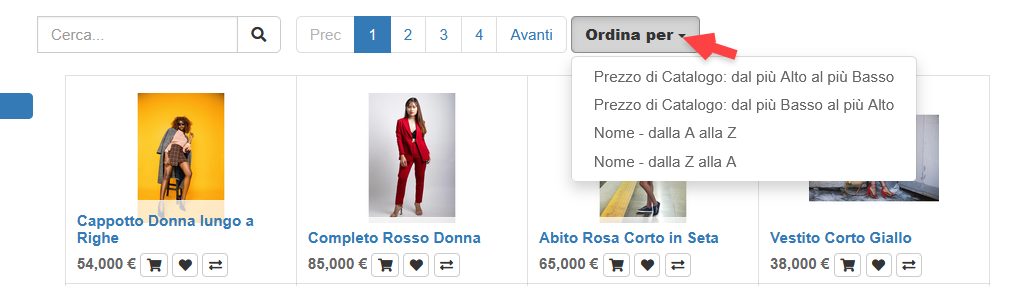 Cerca...
Prec 1 2 3 4 Avanti
Ordina per
Prezzo di Catalogo: dal più Alto al più Basso
Prezzo di Catalogo: dal più Basso al più Alto
Nome - dalla A alla Z
Nome - dalla Z alla A
Cappotto Donna lungo a
Righe
54,000 €
Completo Rosso Donna
85,000 €
Abito Rosa Corto in Seta
65,000 €
Vestito Corto Giallo
38,000 €